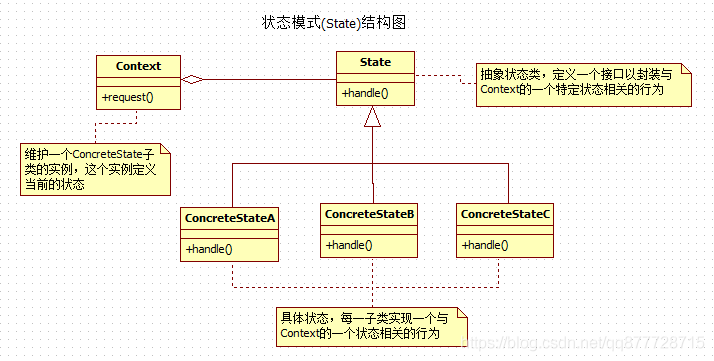 状态模式(State)结构图
Context
+request()
State
+handle()
抽象状态类，定义一个接口以封装与
Context的一个特定状态相关的行为
维护一个ConcreteState子
类的实例，这个实例定义
当前的状态
ConcreteStateA
+handle()
ConcreteStateB
+handle()
ConcreteStateC
+handle()
具体状态，每一子类实现一个与
Context的一个状态相关的行为
https://blog.csdn.net/qq877728715